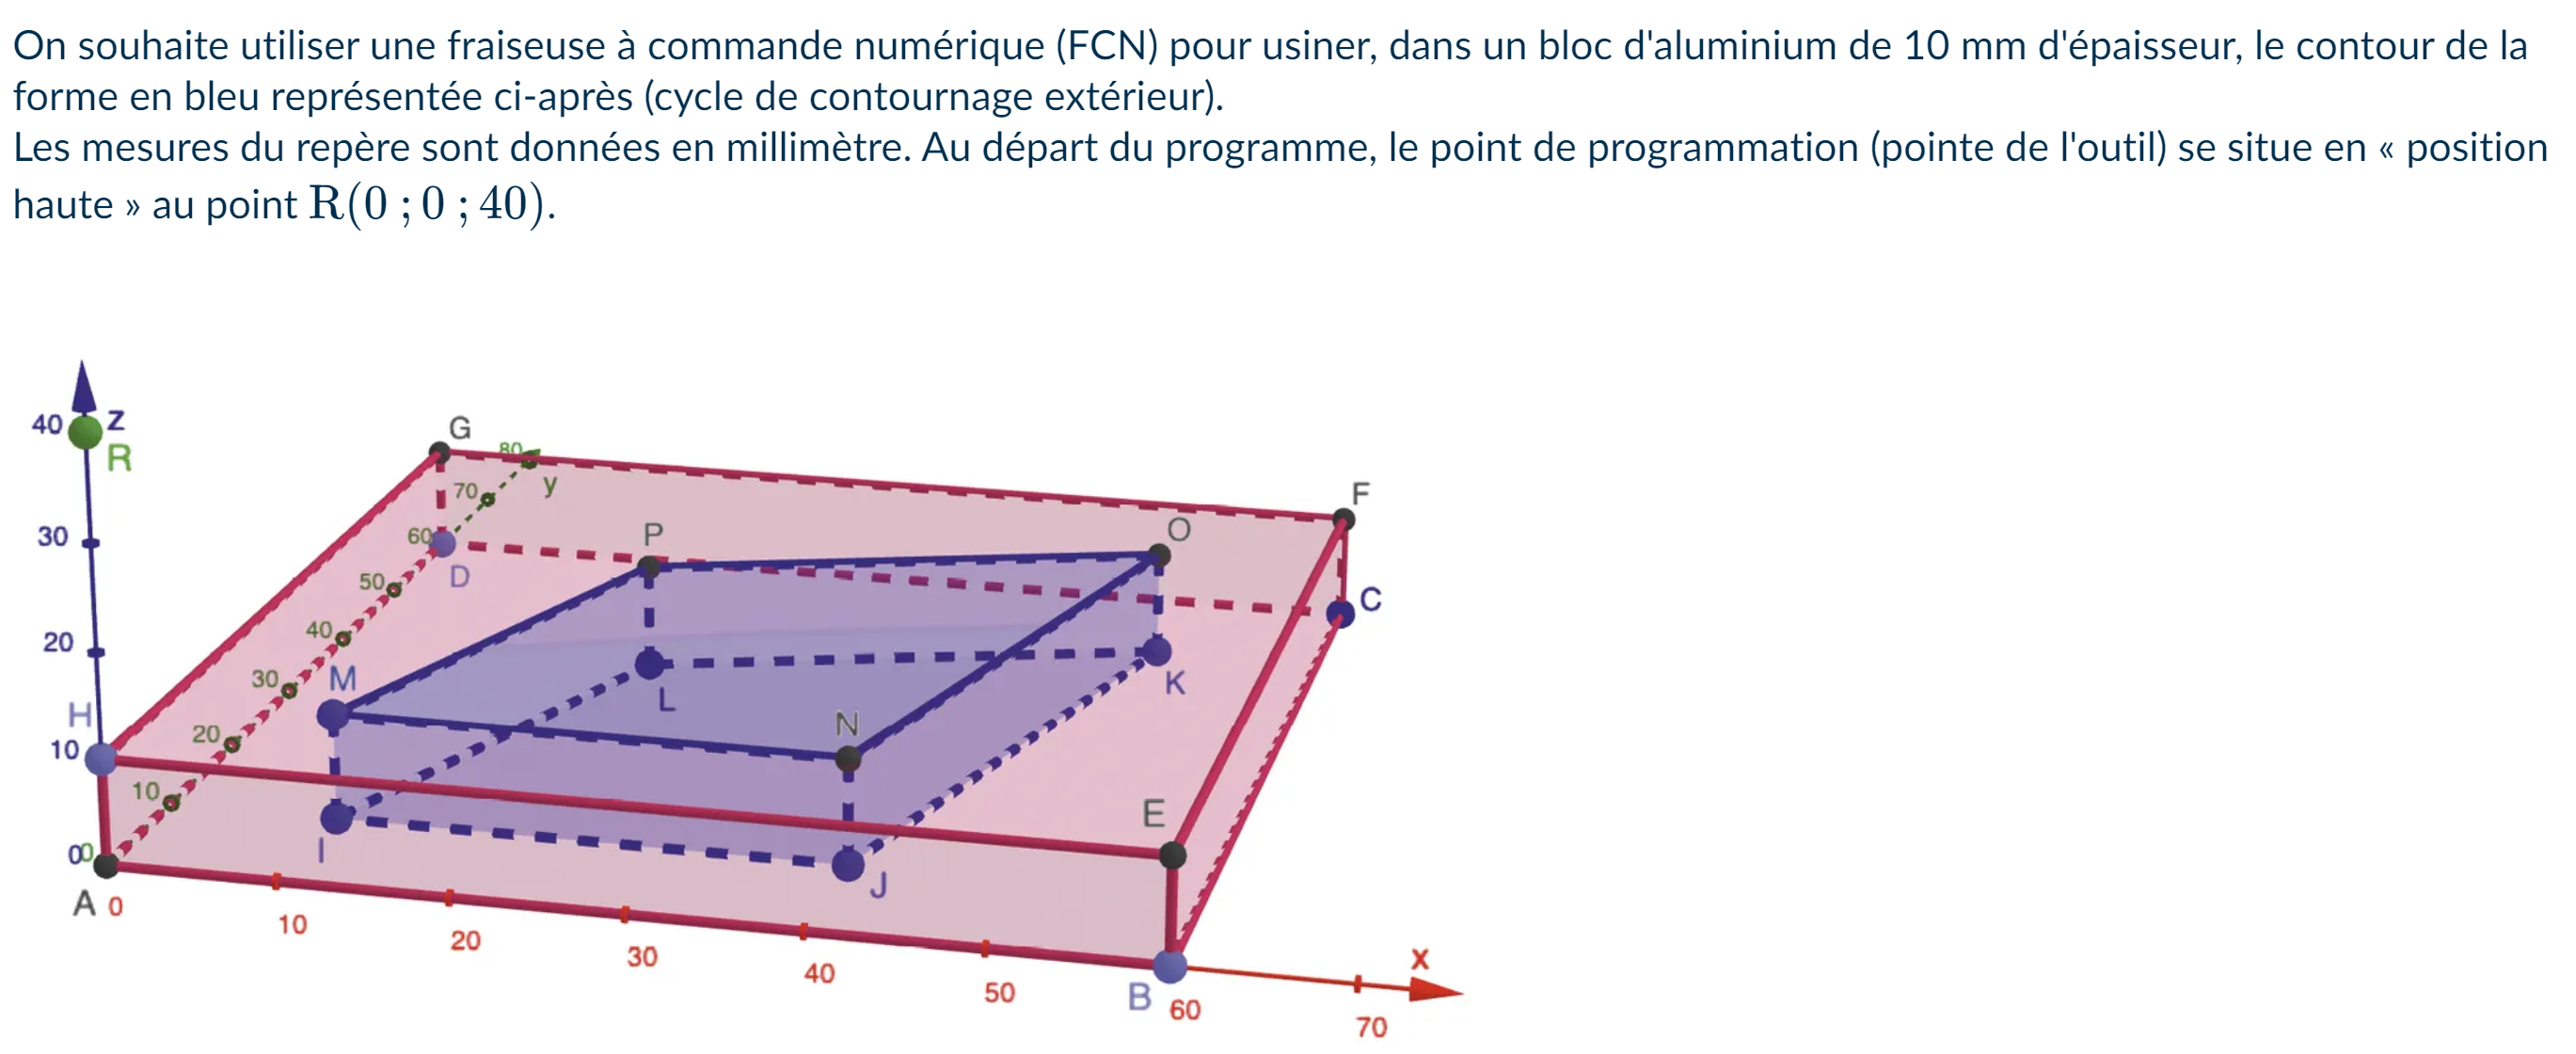 On souhaite utiliser une fraiseuse à commande numérique (FCN) pour usiner, dans un bloc d'aluminium de 10 mm d'épaisseur, le contour de la
forme en bleu représentée ci-après (cycle de contournage extérieur).
Les mesures du repère sont données en millimètre. Au départ du programme, le point de programmation (pointe de l'outil) se situe en « position
haute » au point R(0 ; 0 ; 40).
40 z
R
G
80
70 y
F
P
O
30
60
D
50
C
40
20
30 M
L
K
H
20
N
10
10
E
I
J
0 0
A 0
10
20
30
40
50
B 60
x
70